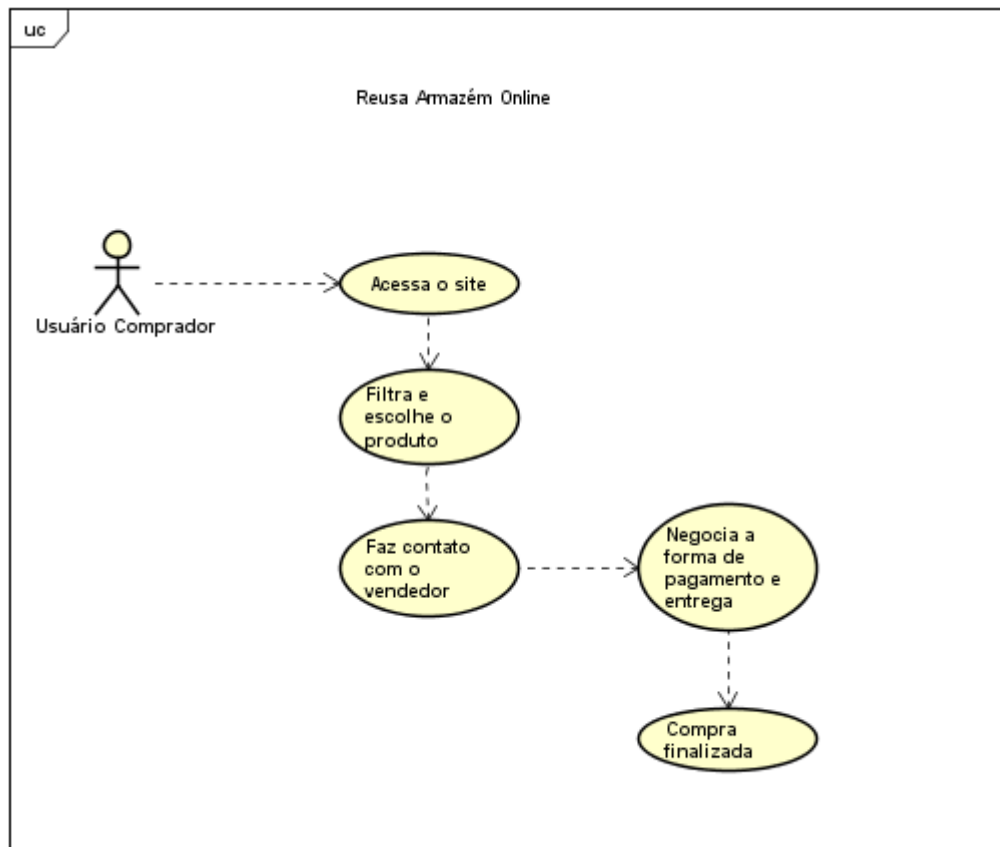 uc
Reusa Armazém Online
Acessa o site
Usuário Comprador
Filtra e
escolhe o
produto
Faz contato
com o
vendedor
Negocia a
forma de
pagamento e
entrega
Compra
finalizada